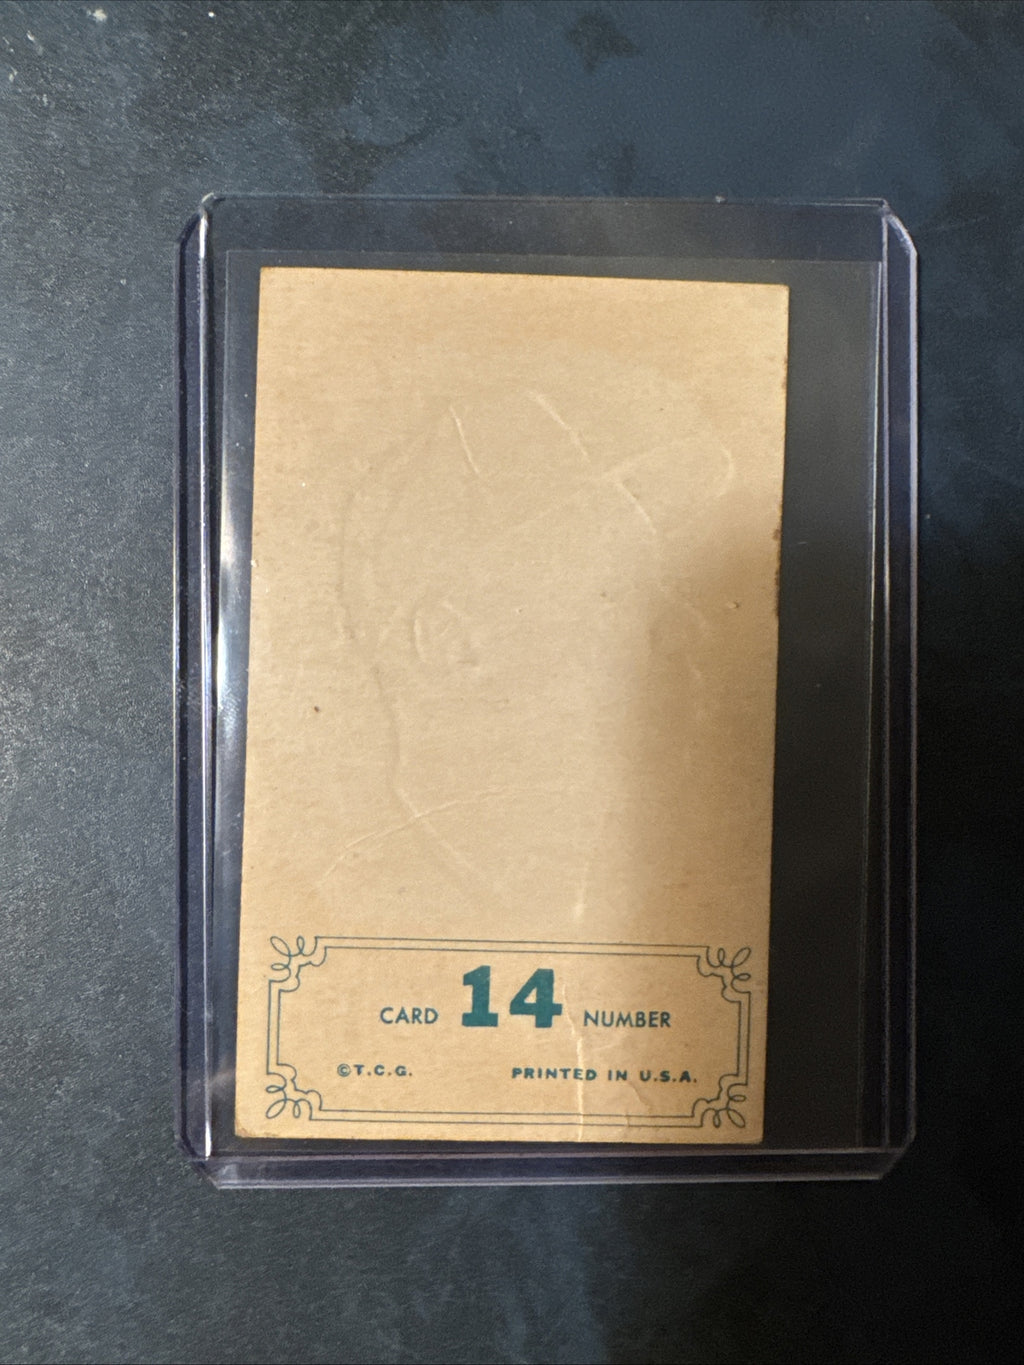 CARD 14 NUMBER
©T.C.G. PRINTED IN U.S.A.